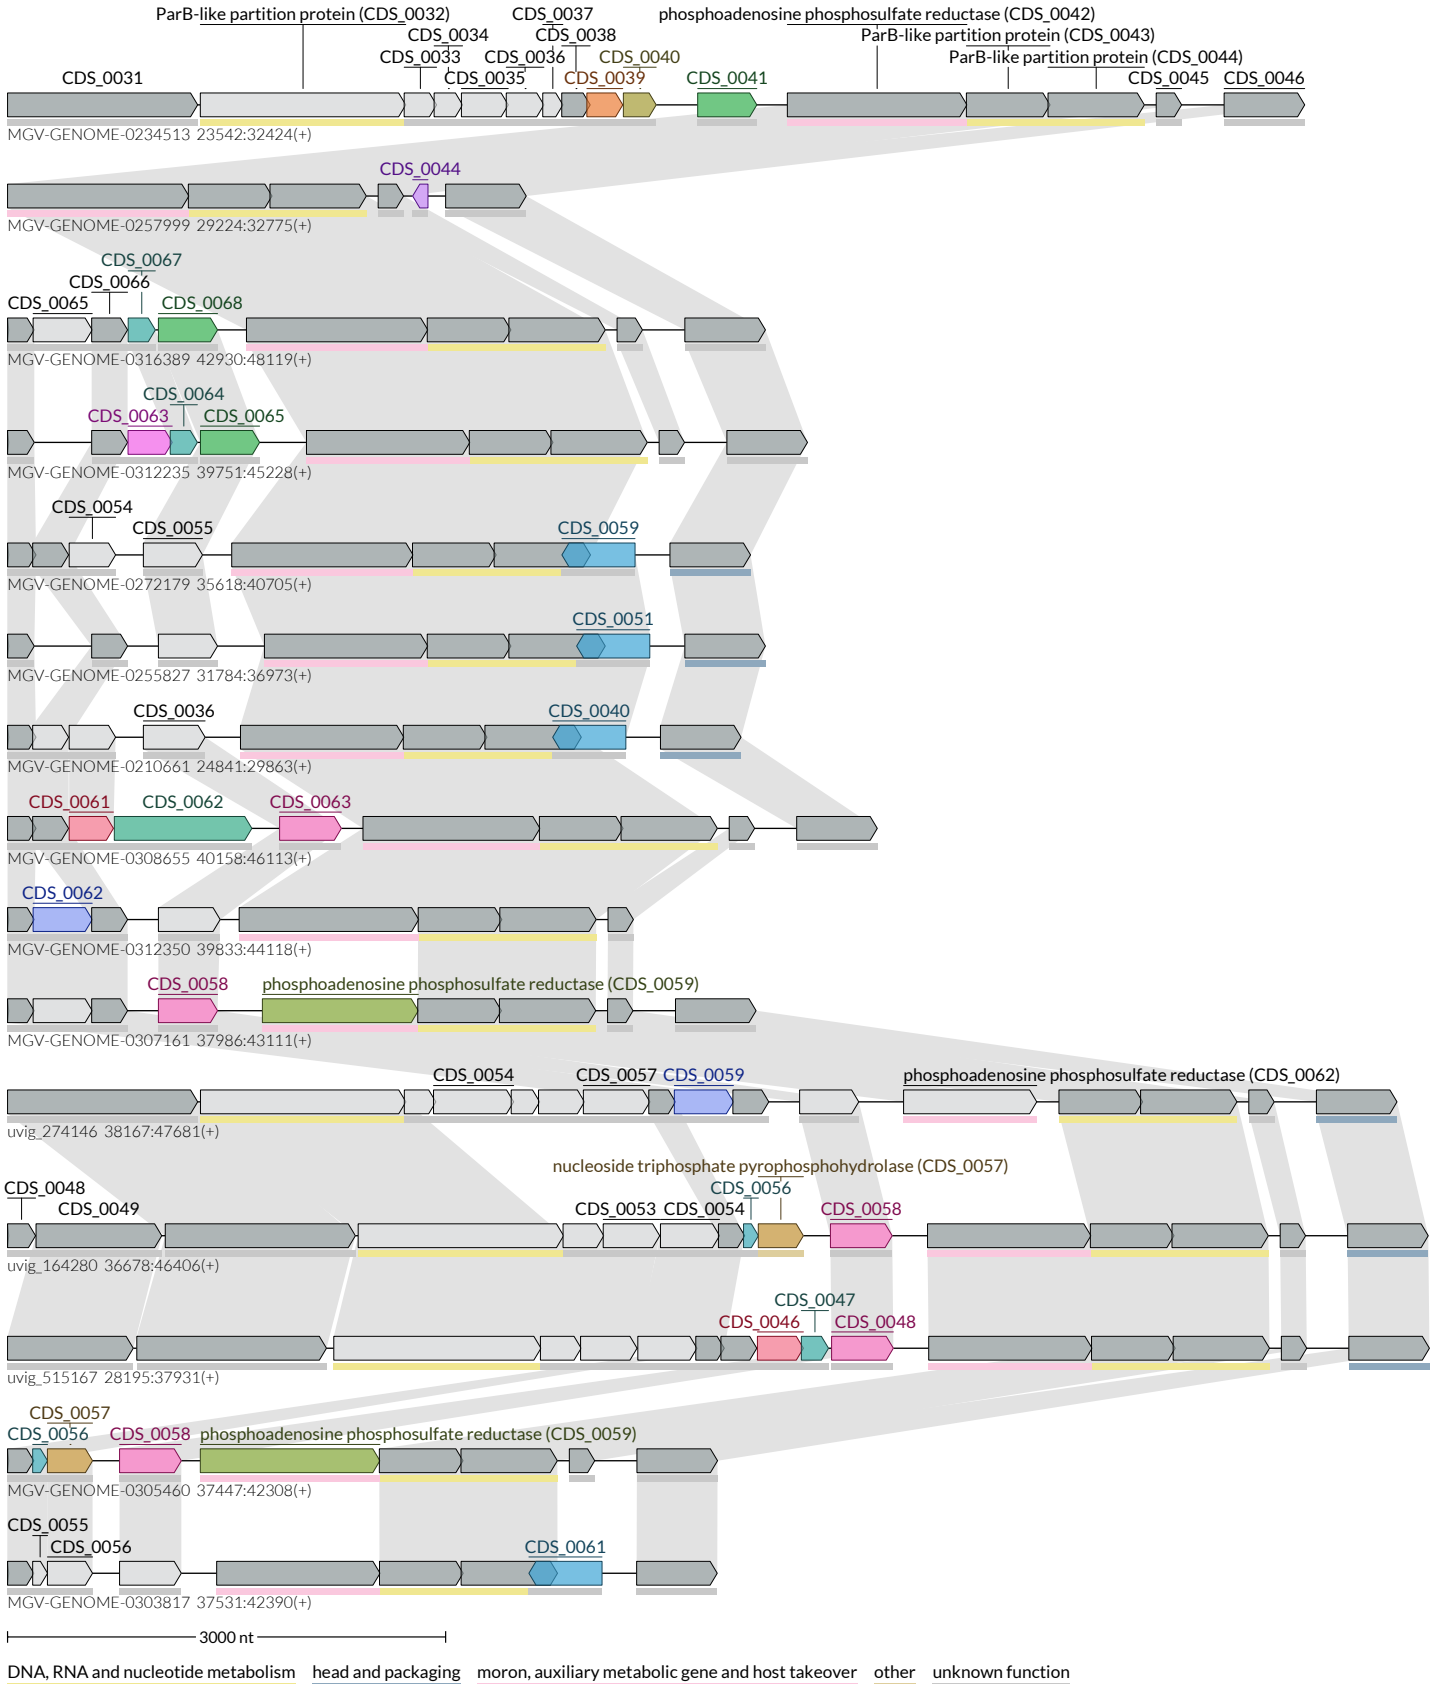 ParB-like partition protein (CDS_0032) CDS_0037 phosphoadenosine phosphosulfate reductase (CDS_0042)
CDS_0034 CDS_0038 ParB-like partition protein (CDS_0043)
CDS_0033 CDS_0036 CDS_0040 ParB-like partition protein (CDS_0044)
CDS_0031 CDS_0035 CDS_0039 CDS_0041 CDS_0045 CDS_0046
MGV-GENOME-0234513 23542:32424(+)
CDS_0044
MGV-GENOME-0257999 29224:32775(+)
CDS_0067
CDS_0066
CDS_0065 CDS_0068
MGV-GENOME-0316389 42930:48119(+)
CDS_0064
CDS_0063 CDS_0065
MGV-GENOME-0312235 39751:45228(+)
CDS_0054
CDS_0055 CDS_0059
MGV-GENOME-0272179 35618:40705(+)
CDS_0051
MGV-GENOME-0255827 31784:36973(+)
CDS_0036 CDS_0040
MGV-GENOME-0210661 24841:29863(+)
CDS_0061 CDS_0062 CDS_0063
MGV-GENOME-0308655 40158:46113(+)
CDS_0062
MGV-GENOME-0312350 39833:44118(+)
CDS_0058 phosphoadenosine phosphosulfate reductase (CDS_0059)
MGV-GENOME-0307161 37986:43111(+)
CDS_0054 CDS_0057 CDS_0059 phosphoadenosine phosphosulfate reductase (CDS_0062)
uvig_274146 38167:47681(+)
nucleoside triphosphate pyrophosphohydrolase (CDS_0057)
CDS_0048 CDS_0056
CDS_0049 CDS_0053 CDS_0054 CDS_0058
uvig_164280 36678:46406(+)
CDS_0047
CDS_0046 CDS_0048
uvig_515167 28195:37931(+)
CDS_0057
CDS_0056 CDS_0058 phosphoadenosine phosphosulfate reductase (CDS_0059)
MGV-GENOME-0305460 37447:42308(+)
CDS_0055
CDS_0056 CDS_0061
MGV-GENOME-0303817 37531:42390(+)
3000 nt
DNA, RNA and nucleotide metabolism head and packaging moron, auxiliary metabolic gene and host takeover other unknown function